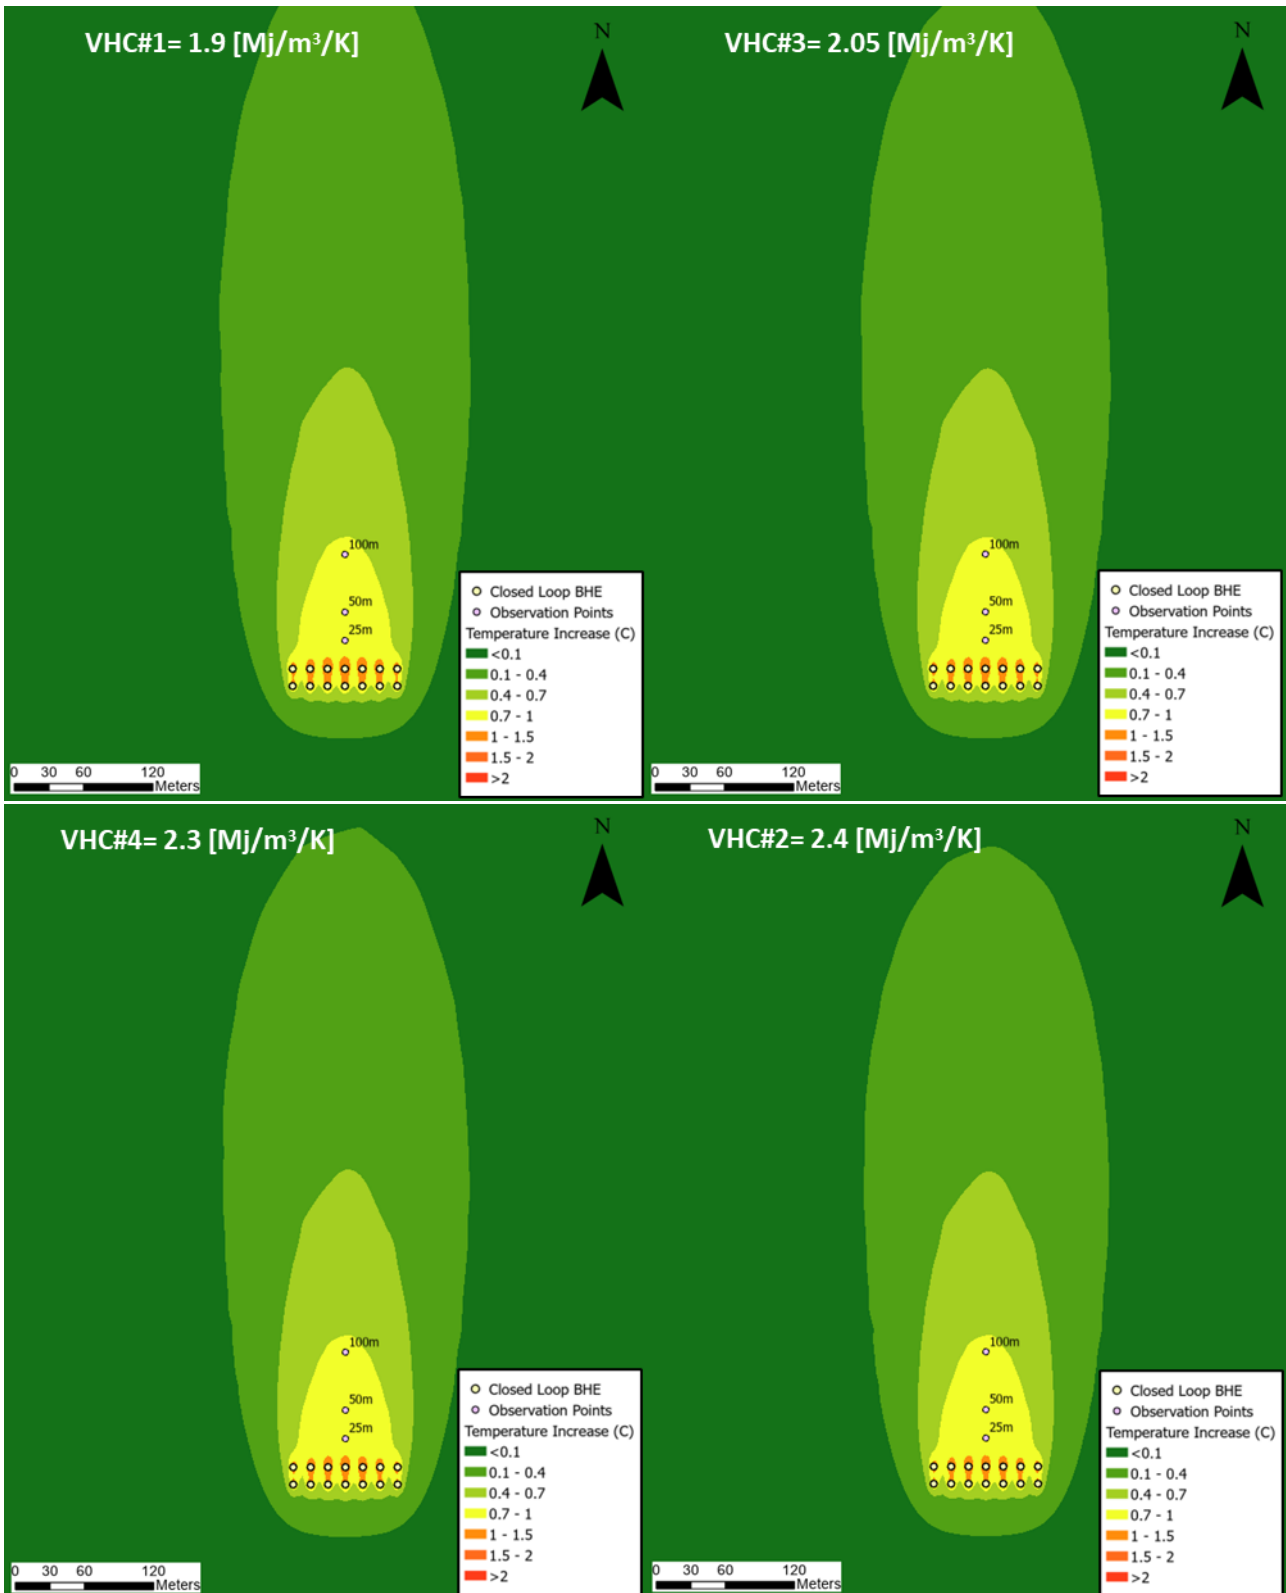 VHC#1= 1.9 [Mj/m³/K]
N
100m
50m
25m
Closed Loop BHE
Observation Points
Temperature Increase (C)
<0.1
0.1 - 0.4
0.4 - 0.7
0.7 - 1
1 - 1.5
1.5 - 2
>2
0 30 60 120
Meters
VHC#3= 2.05 [Mj/m³/K]
N
100m
50m
25m
Closed Loop BHE
Observation Points
Temperature Increase (C)
<0.1
0.1 - 0.4
0.4 - 0.7
0.7 - 1
1 - 1.5
1.5 - 2
>2
0 30 60 120
Meters
VHC#4= 2.3 [Mj/m³/K]
N
100m
50m
25m
Closed Loop BHE
Observation Points
Temperature Increase (C)
<0.1
0.1 - 0.4
0.4 - 0.7
0.7 - 1
1 - 1.5
1.5 - 2
>2
0 30 60 120
Meters
VHC#2= 2.4 [Mj/m³/K]
N
100m
50m
25m
Closed Loop BHE
Observation Points
Temperature Increase (C)
<0.1
0.1 - 0.4
0.4 - 0.7
0.7 - 1
1 - 1.5
1.5 - 2
>2
0 30 60 120
Meters